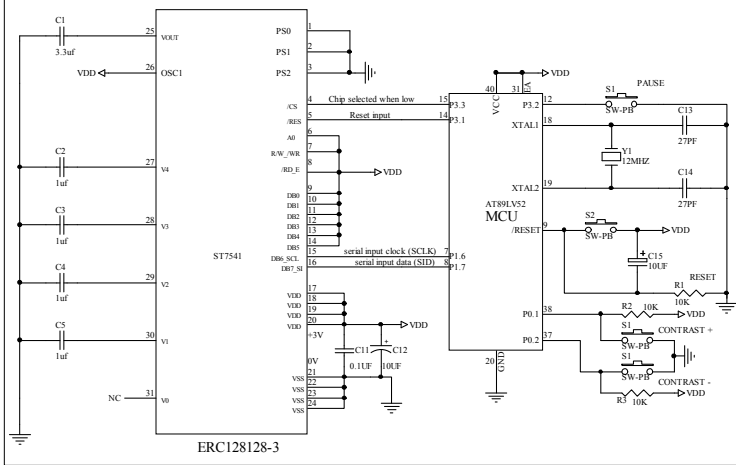 C1
3.3uf
25
VOUT
VDD
26
OSC1
C2
1uf
27
V4
C3
1uf
28
V3
C4
1uf
29
V2
C5
1uf
30
V1
NC
31
V0
ST7541
ERC128128-3
PS0
1
PS1
2
PS2
3
/CS
4
Chip selected when low
15
P3.3
/RES
5
Reset input
14
P3.1
A0
6
R/W_/WR
7
/RD_E
8
VDD
DB0
9
DB1
10
DB2
11
DB3
12
DB4
13
DB5
14
DB6_SCL
15
serial input clock (SCLK)
7
P1.6
DB7_SI
16
serial input data (SID)
8
P1.7
VDD
17
VDD
18
VDD
19
VDD
20
+3V
VDD
C11
0.1UF
C12
10UF
0V
VSS
21
VSS
22
VSS
23
VSS
24
40
VCC
31
EA
VDD
AT89LV52
MCU
20
GND
P3.2
12
S1
SW-PB
PAUSE
XTAL1
18
C13
27PF
Y1
12MHZ
XTAL2
19
C14
27PF
/RESET
9
S2
SW-PB
VDD
C15
10UF
R1
10K
RESET
P0.1
38
R2
10K
VDD
S1
SW-PB
CONTRAST +
P0.2
37
S1
SW-PB
CONTRAST -
R3
10K
VDD